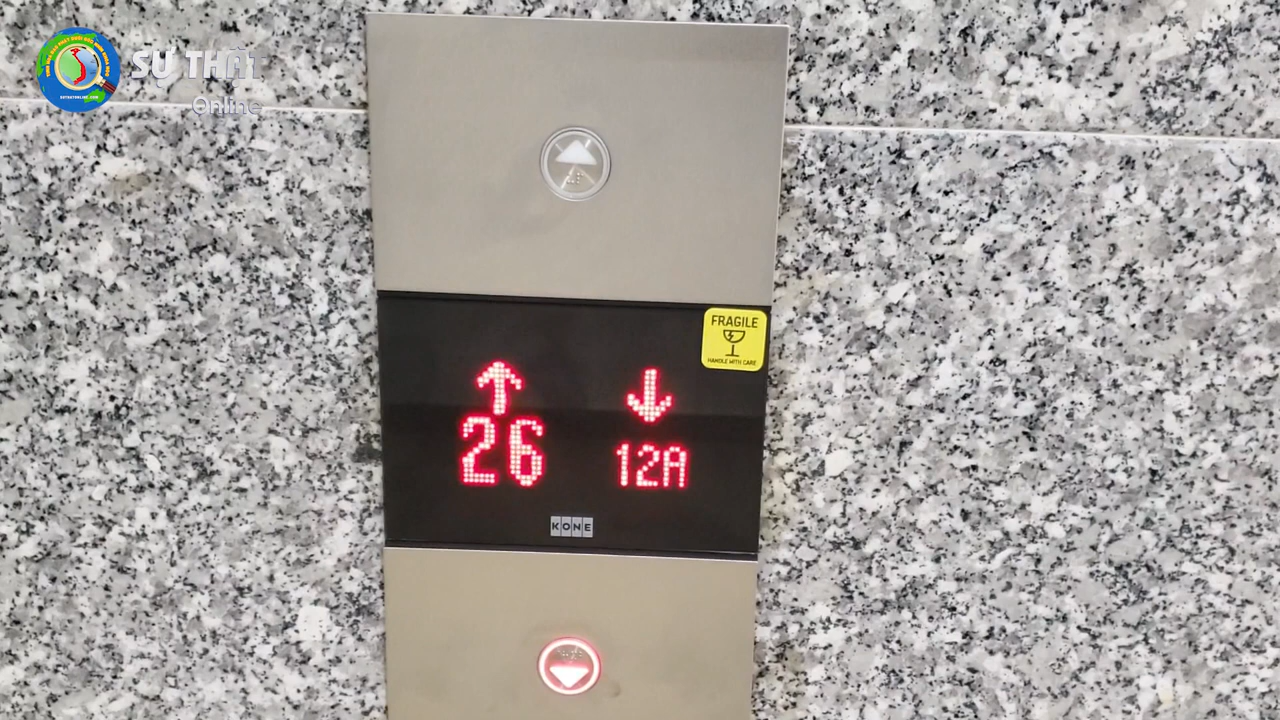 SỰ THẬT
Online
FRAGILE
HANDLE WITH CARE
26
12A
KONE